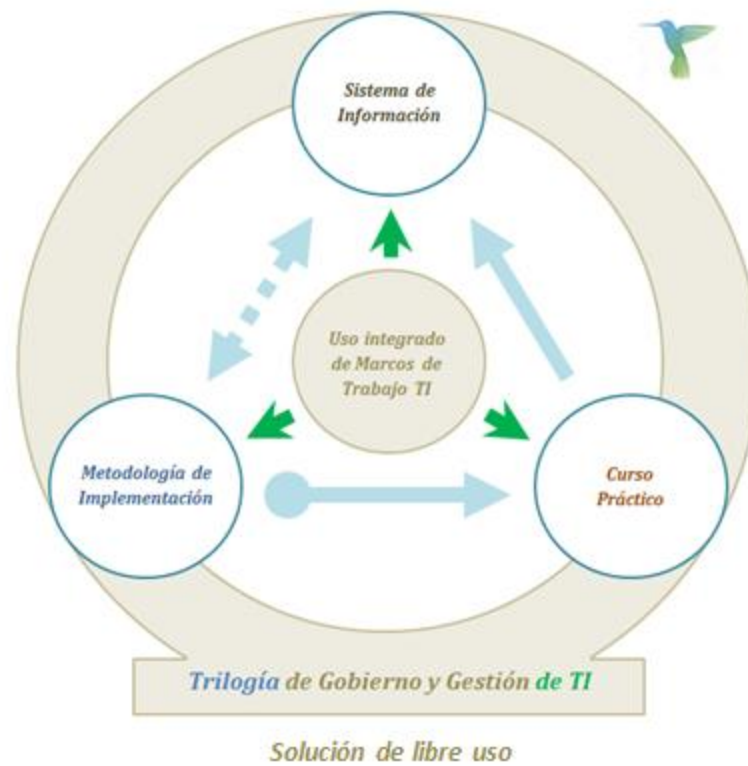 Sistema de
Información
Uso integrado
de Marcos de
Trabajo TI
Metodología de
Implementación
Curso
Práctico
Trilogía de Gobierno y Gestión de TI
Solución de libre uso